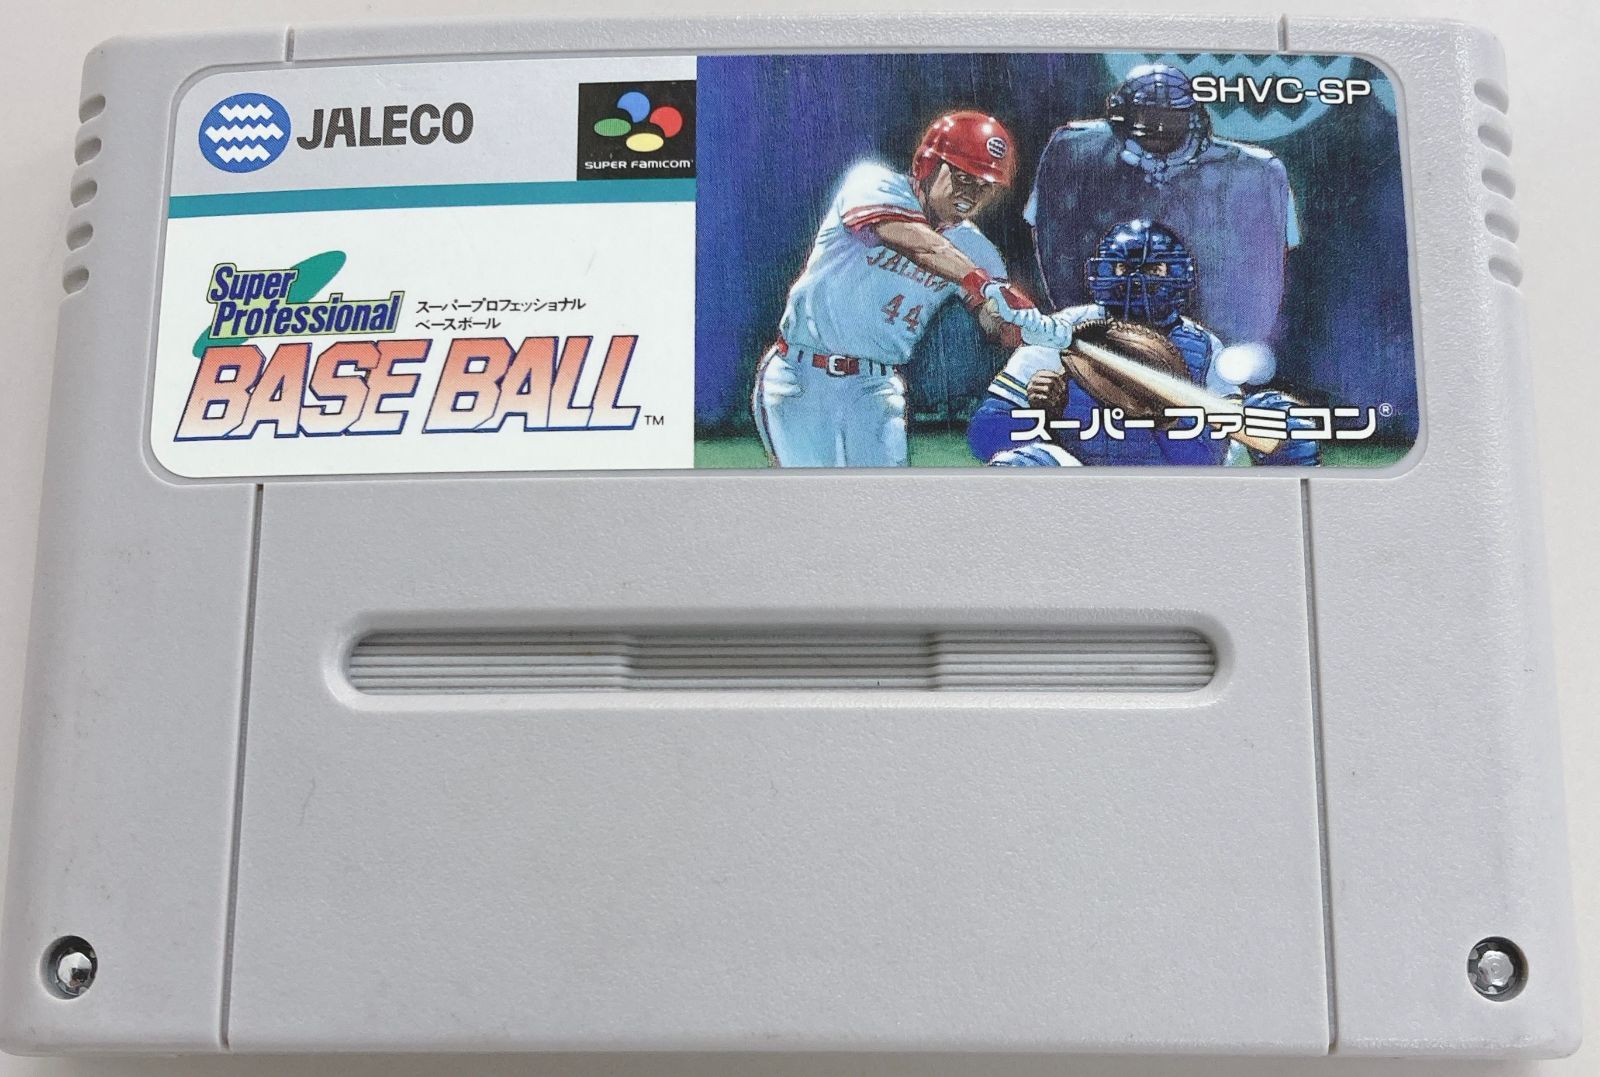 JALECO
SUPER FAMICOM
SHVC-SP
JALECO
44
Super
Professional
スーパープロフェッショナル
ベースボール
BASE BALL™
スーパーファミコン®